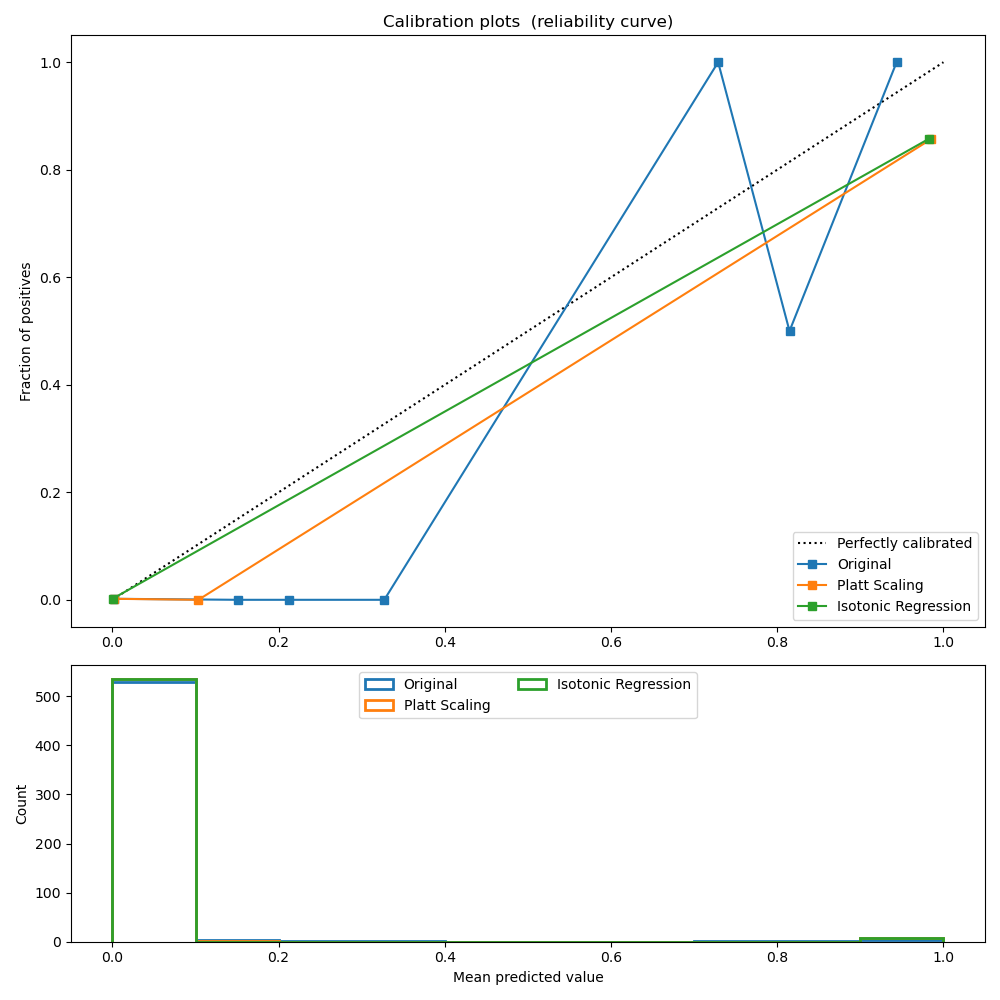 Calibration plots  (reliability curve)
Fraction of positives
1.0
0.8
0.6
0.4
0.2
0.0
0.0 0.2 0.4 0.6 0.8 1.0
Perfectly calibrated
Original
Platt Scaling
Isotonic Regression
Count
500
400
300
200
100
0
Original
Platt Scaling
Isotonic Regression
0.0 0.2 0.4 0.6 0.8 1.0
Mean predicted value